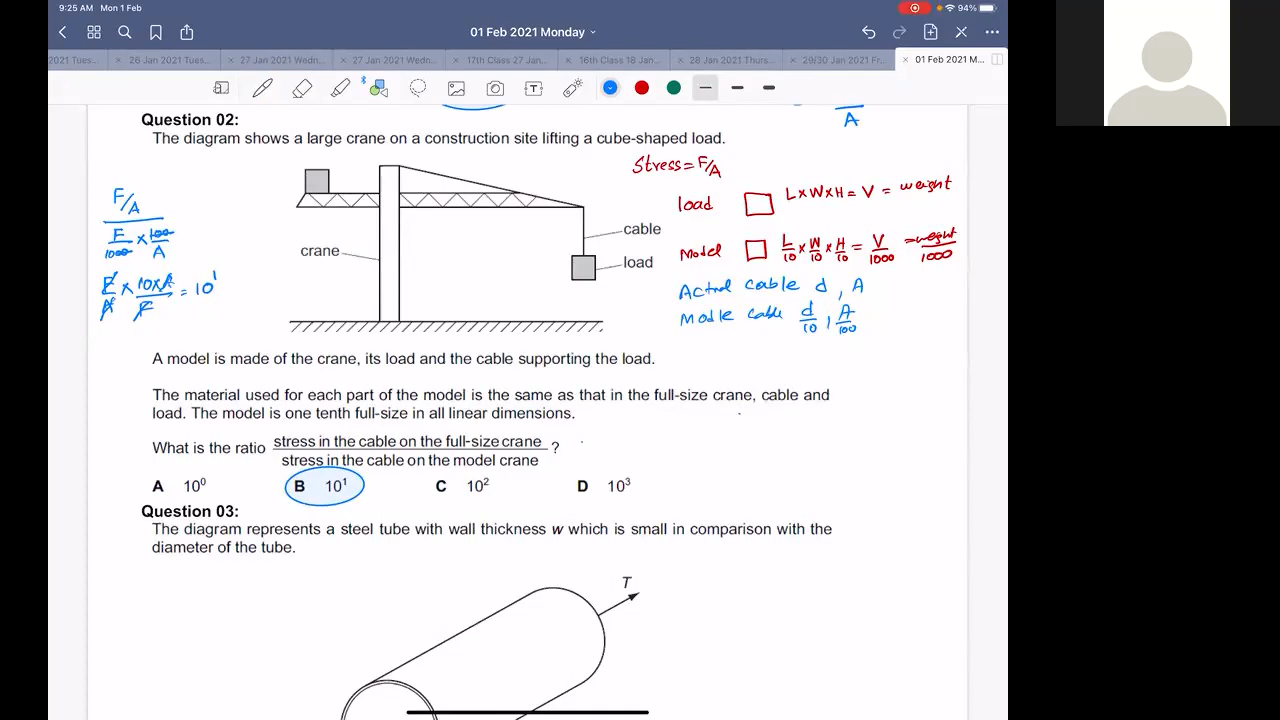 9:25 AM Mon 1 Feb
94%
01 Feb 2021 Monday
2021 Tues...
26 Jan 2021 Tues...
27 Jan 2021 Wedn...
27 Jan 2021 Wedn...
17th Class 27 Jan...
16th Class 18 Jan...
28 Jan 2021 Thurs...
29/30 Jan 2021 Fr...
01 Feb 2021 M...
A
Question 02:
The diagram shows a large crane on a construction site lifting a cube-shaped load.
Stress = F/A
load L×W×H = V = weight
Model L/10 × W/10 × H/10 = V/1000 = weight/1000
Actual cable d, A
Modle cable d/10, A/100
F/A
F/1000 × 100/A
F/A × 10×A/F = 10¹
crane
cable
load
A model is made of the crane, its load and the cable supporting the load.
The material used for each part of the model is the same as that in the full-size crane, cable and
load. The model is one tenth full-size in all linear dimensions.
What is the ratio stress in the cable on the full-size crane / stress in the cable on the model crane ?
A 10⁰ B 10¹ C 10² D 10³
Question 03:
The diagram represents a steel tube with wall thickness w which is small in comparison with the
diameter of the tube.
T